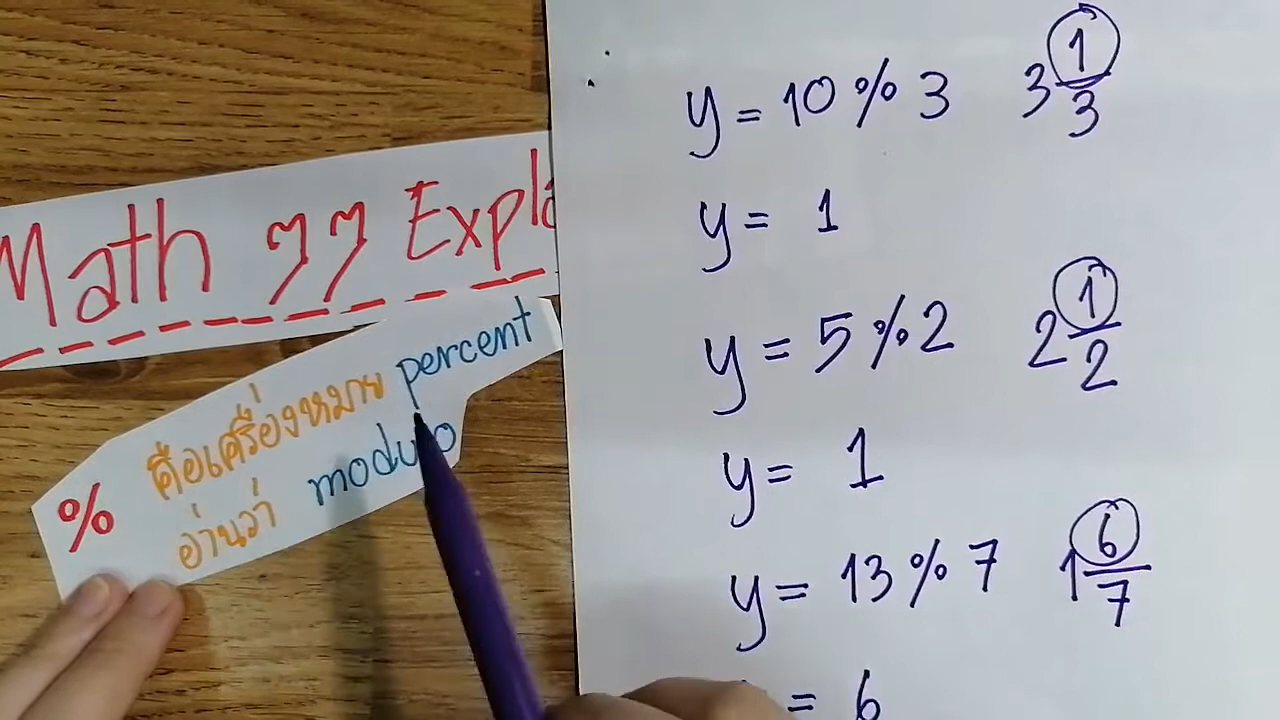 Math ๆๆ Expl
% คือเครื่องหมาย percent
อ่านว่า modulo
y = 10 % 3 3 1/3
y = 1
y = 5 % 2 2 1/2
y = 1
y = 13 % 7 1 6/7
= 6